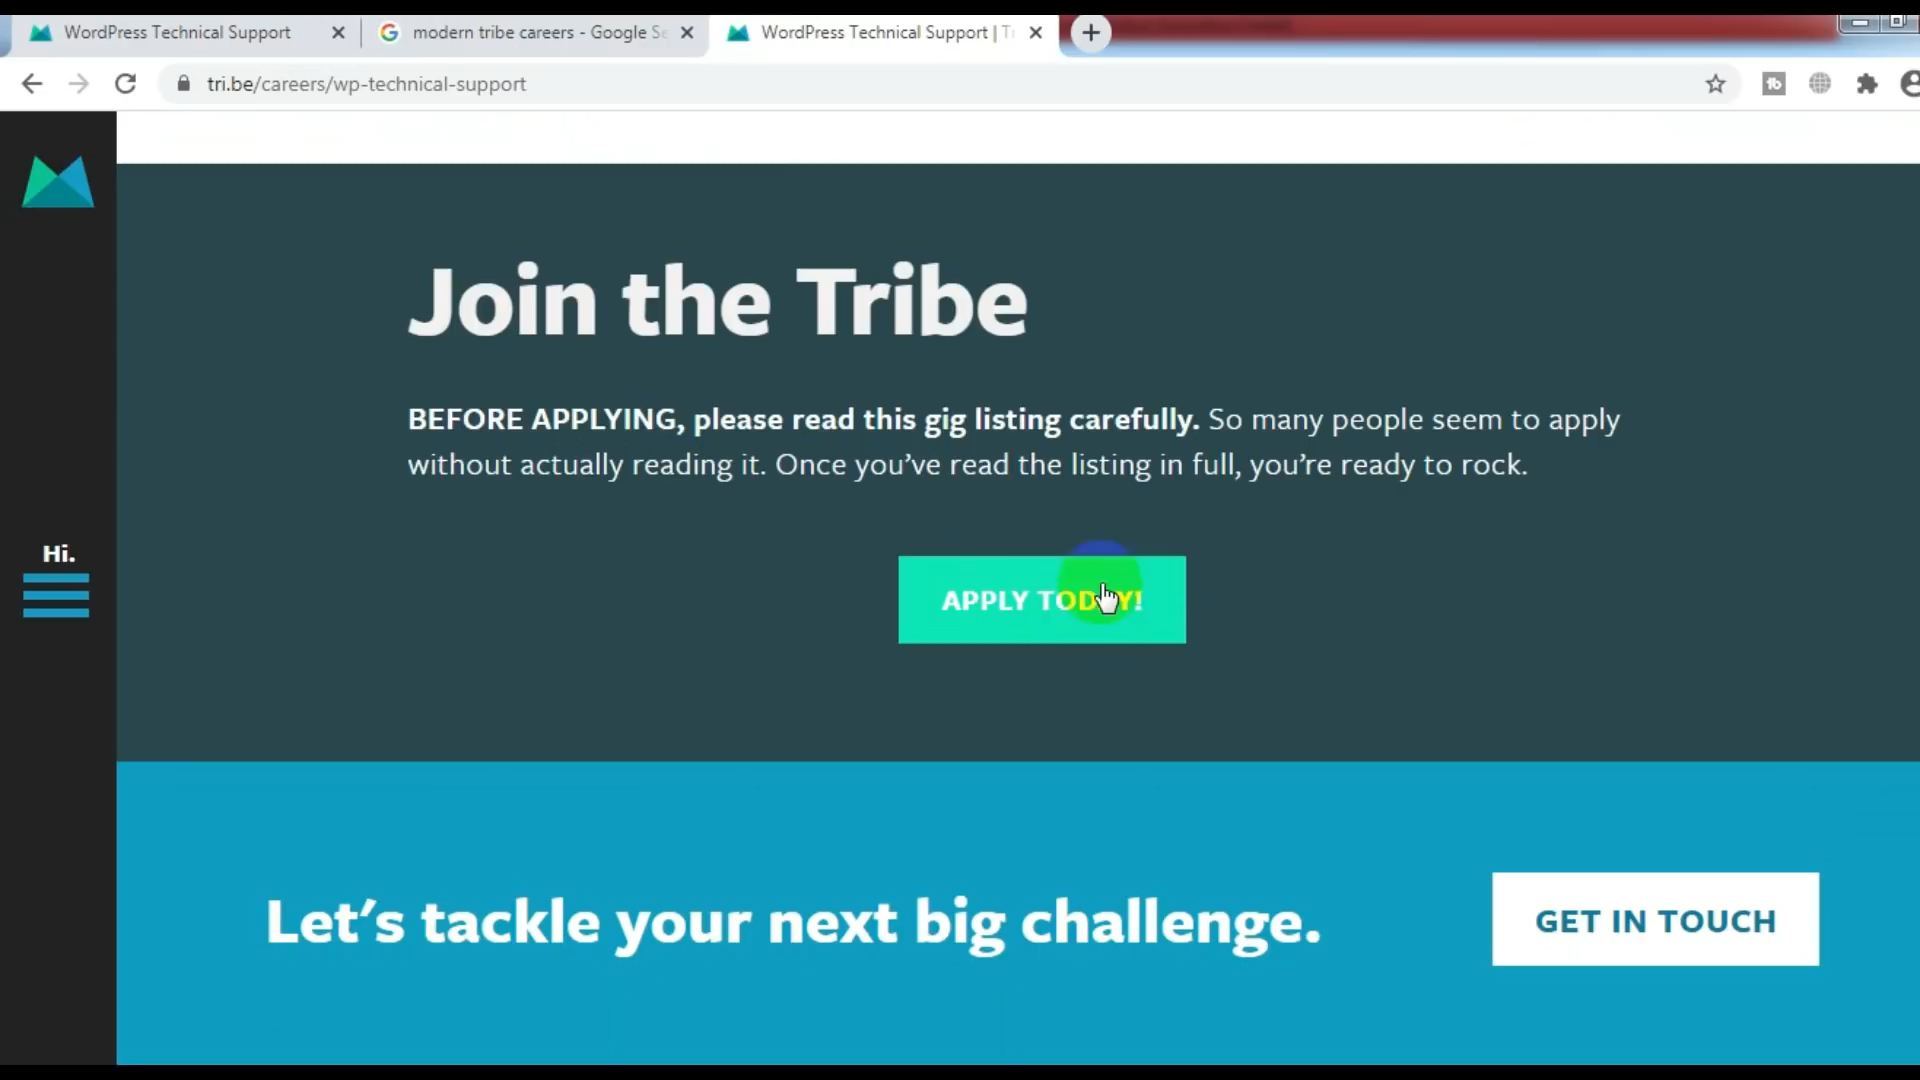 WordPress Technical Support
modern tribe careers - Google Se
WordPress Technical Support | Tr
tri.be/careers/wp-technical-support
Join the Tribe
BEFORE APPLYING, please read this gig listing carefully. So many people seem to apply
without actually reading it. Once you’ve read the listing in full, you’re ready to rock.
Hi.
APPLY TODAY!
Let’s tackle your next big challenge.
GET IN TOUCH